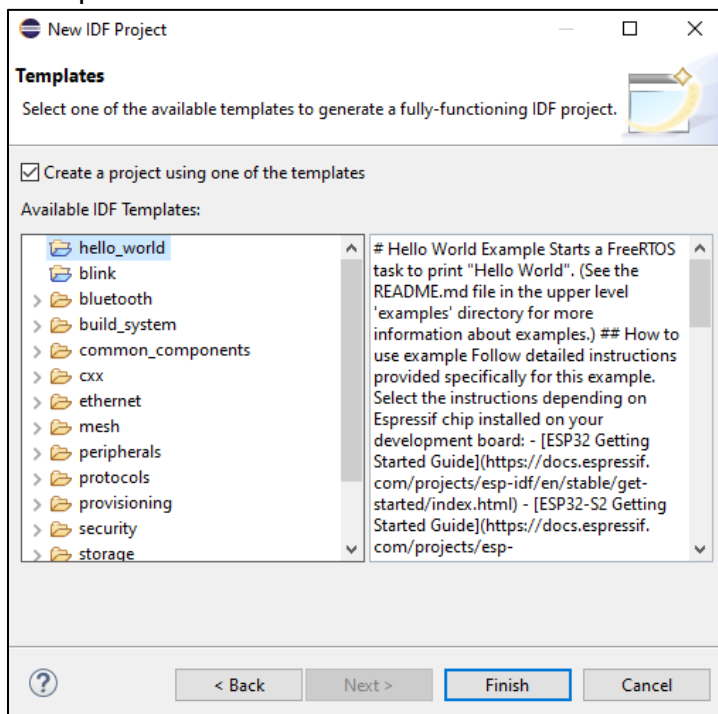 New IDF Project
Templates
Select one of the available templates to generate a fully-functioning IDF project.
Create a project using one of the templates
Available IDF Templates:
hello_world
blink
bluetooth
build_system
common_components
cxx
ethernet
mesh
peripherals
protocols
provisioning
security
storage
# Hello World Example Starts a FreeRTOS
task to print "Hello World". (See the
README.md file in the upper level
'examples' directory for more
information about examples.) ## How to
use example Follow detailed instructions
provided specifically for this example.
Select the instructions depending on
Espressif chip installed on your
development board: - [ESP32 Getting
Started Guide](https://docs.espressif.
com/projects/esp-idf/en/stable/get-
started/index.html) - [ESP32-S2 Getting
Started Guide](https://docs.espressif.
com/projects/esp-
?
< Back
Next >
Finish
Cancel